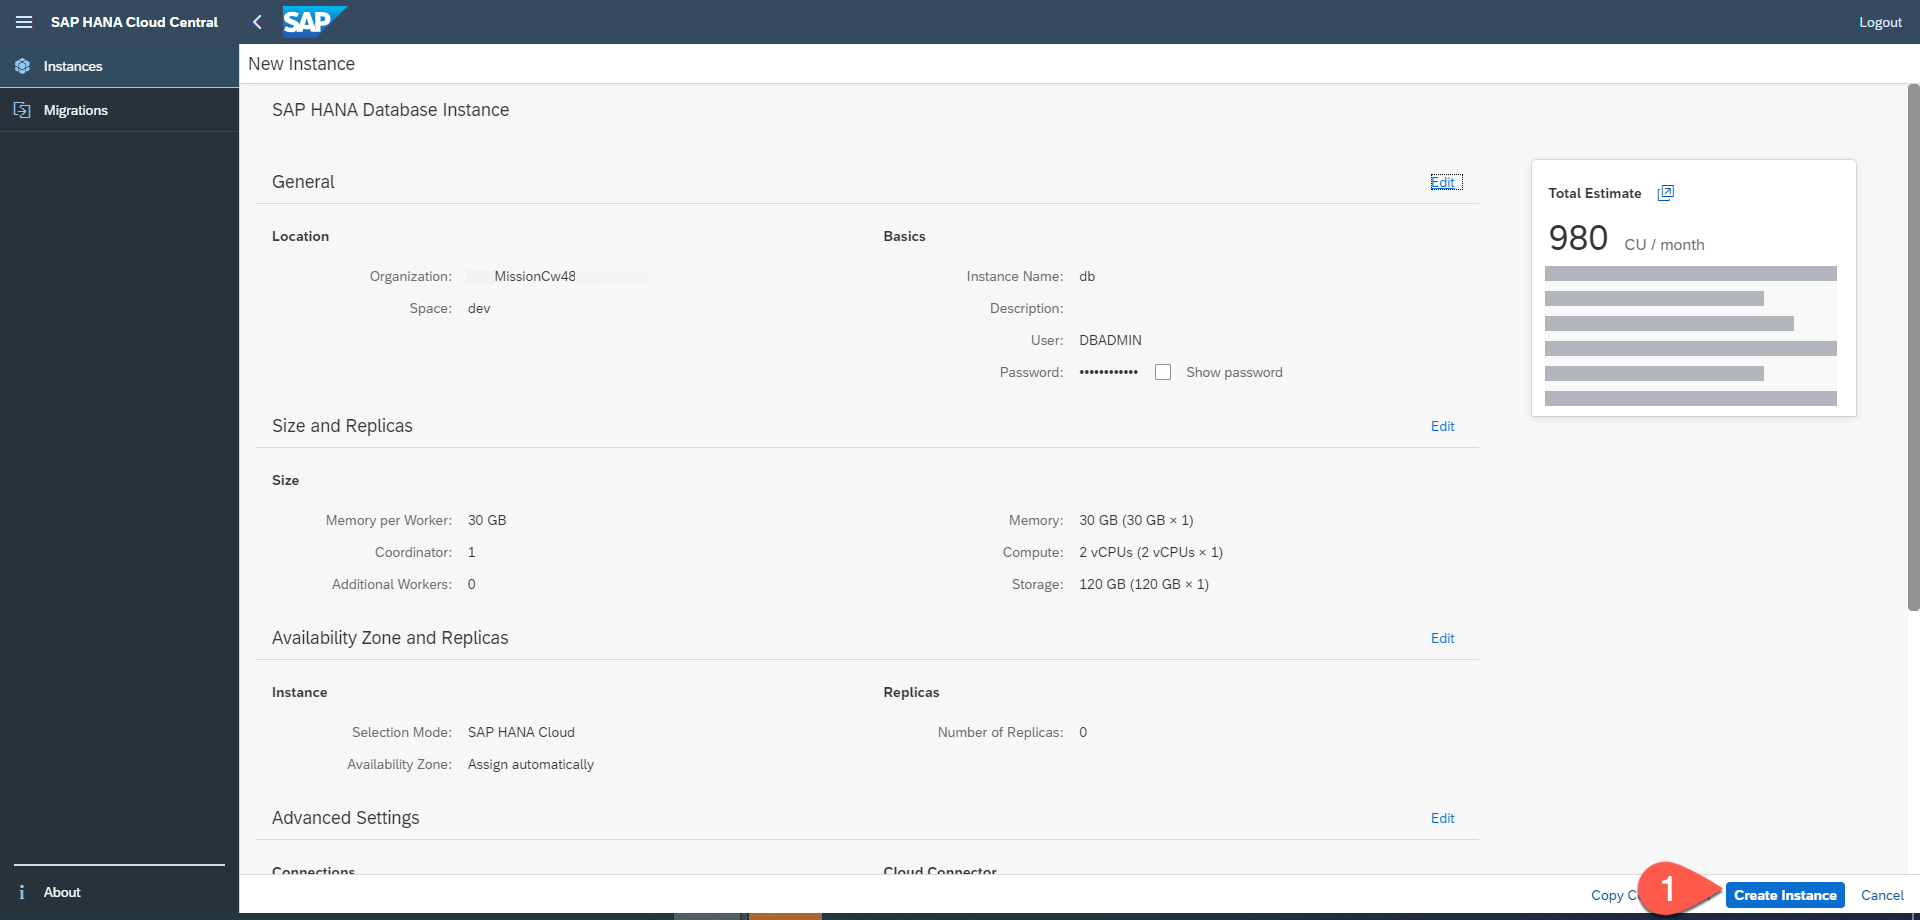 SAP HANA Cloud Central
SAP
Logout
Instances
Migrations
New Instance
SAP HANA Database Instance
General
Edit
Location
Organization: MissionCw48
Space: dev
Basics
Instance Name: db
Description:
User: DBADMIN
Password: •••••••••••• Show password
Total Estimate
980 CU / month
Size and Replicas
Edit
Size
Memory per Worker: 30 GB
Coordinator: 1
Additional Workers: 0
Memory: 30 GB (30 GB × 1)
Compute: 2 vCPUs (2 vCPUs × 1)
Storage: 120 GB (120 GB × 1)
Availability Zone and Replicas
Edit
Instance
Selection Mode: SAP HANA Cloud
Availability Zone: Assign automatically
Replicas
Number of Replicas: 0
Advanced Settings
Edit
Connections
Cloud Connector
i About
Copy
1
Create Instance
Cancel